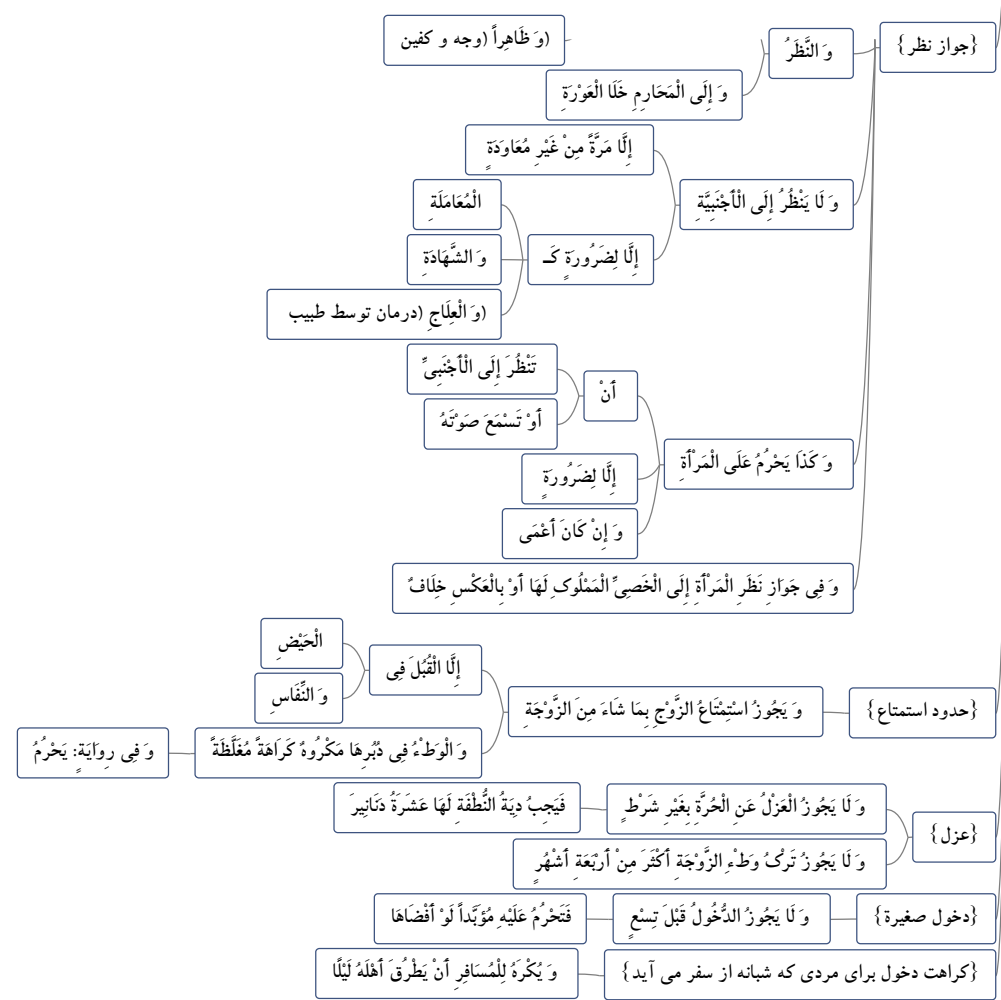 {جواز نظر}
وَ النَّظَرُ
(وَ ظَاهِراً (وجه و كفين
وَ إِلَى الْمَحَارِمِ خَلَا الْعَوْرَةِ
وَ لَا يَنْظُرُ إِلَى الْأَجْنَبِيَّةِ
إِلَّا مَرَّةً مِنْ غَيْرِ مُعَاوَدَةٍ
إِلَّا لِضَرُورَةٍ كَـ
الْمُعَامَلَةِ
وَ الشَّهَادَةِ
(وَ الْعِلَاجِ (درمان توسط طبیب
وَ كَذَا يَحْرُمُ عَلَى الْمَرْأَةِ
أَنْ
تَنْظُرَ إِلَى الْأَجْنَبِیِّ
أَوْ تَسْمَعَ صَوْتَهُ
إِلَّا لِضَرُورَةٍ
وَ إِنْ كَانَ أَعْمَى
وَ فِی جَوَازِ نَظَرِ الْمَرْأَةِ إِلَى الْخَصِیِّ الْمَمْلُوکِ لَهَا أَوْ بِالْعَكْسِ خِلَافٌ
{حدود استمتاع}
وَ يَجُوزُ اسْتِمْتَاعُ الزَّوْجِ بِمَا شَاءَ مِنَ الزَّوْجَةِ
إِلَّا الْقُبُلَ فِی
الْحَيْضِ
وَ النِّفَاسِ
وَ الْوَطْءُ فِی دُبُرِهَا مَكْرُوهٌ كَرَاهَةً مُغَلَّظَةً
وَ فِی رِوَايَةٍ: يَحْرُمُ
{عزل}
وَ لَا يَجُوزُ الْعَزْلُ عَنِ الْحُرَّةِ بِغَيْرِ شَرْطٍ
فَيَجِبُ دِيَةُ النُّطْفَةِ لَهَا عَشَرَةُ دَنَانِيرَ
وَ لَا يَجُوزُ تَرْکُ وَطْءِ الزَّوْجَةِ أَكْثَرَ مِنْ أَرْبَعَةِ أَشْهُرٍ
{دخول صغیرة}
وَ لَا يَجُوزُ الدُّخُولُ قَبْلَ تِسْعٍ
فَتَحْرُمُ عَلَيْهِ مُؤَبَّداً لَوْ أَفْضَاهَا
{کراهت دخول برای مردی که شبانه از سفر می آید}
وَ يُكْرَهُ لِلْمُسَافِرِ أَنْ يَطْرُقَ أَهْلَهُ لَيْلًا